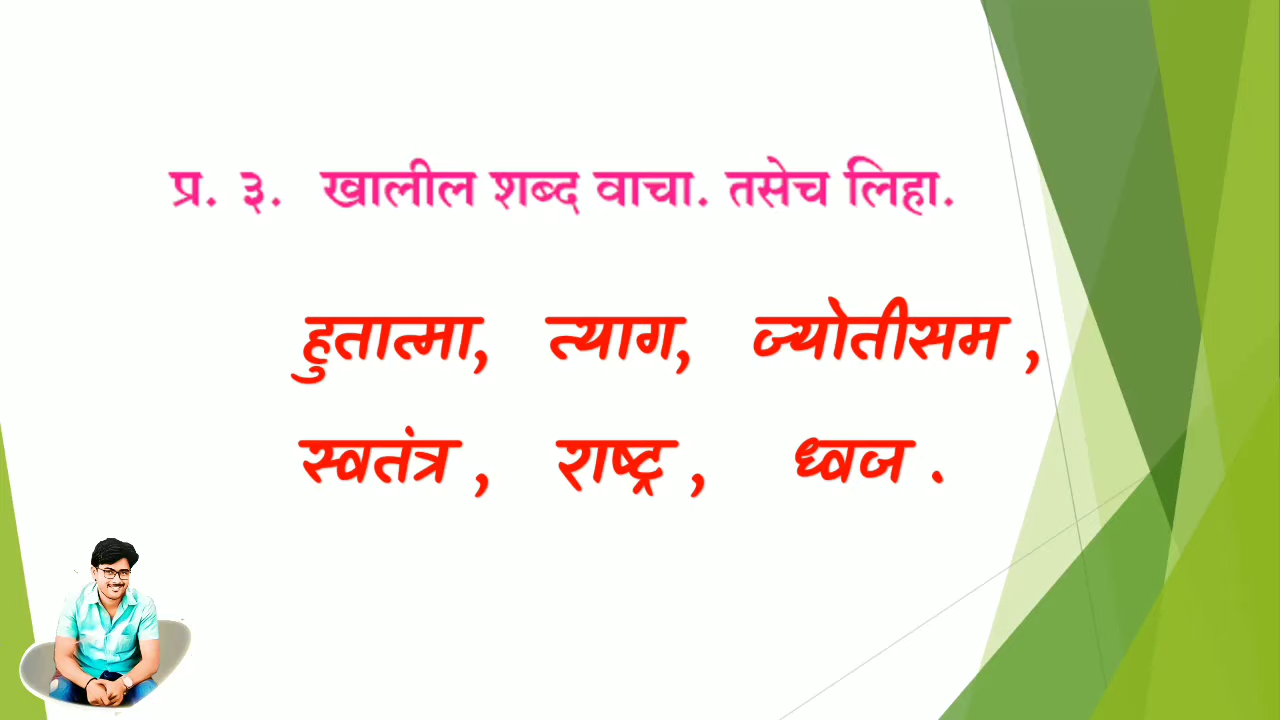 प्र. ३. खालील शब्द वाचा. तसेच लिहा.
हुतात्मा, त्याग, ज्योतीसम ,
स्वतंत्र , राष्ट्र , ध्वज .